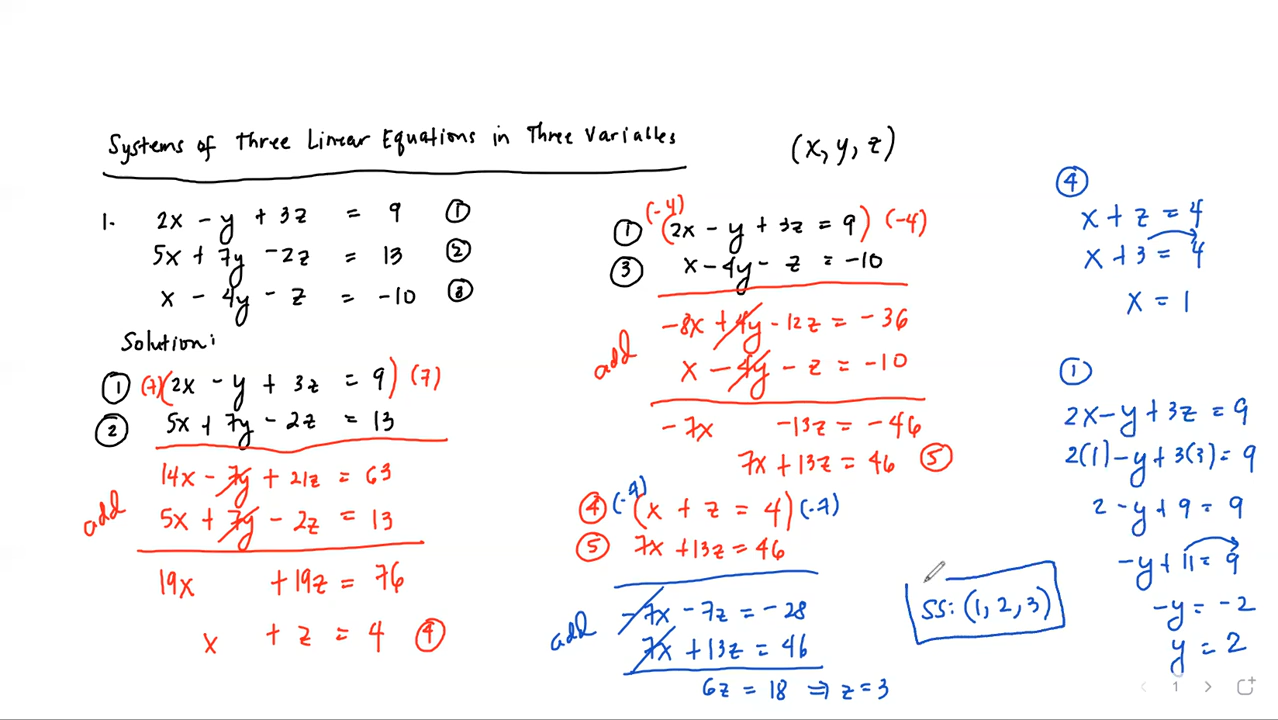 Systems of Three Linear Equations in Three Variables
(x, y, z)
1. 2x - y + 3z = 9 ①
5x + 7y - 2z = 13 ②
x - 4y - z = -10 ③
Solution:
① (7)(2x - y + 3z = 9) (7)
② 5x + 7y - 2z = 13
14x - 7y + 21z = 63
add 5x + 7y - 2z = 13
19x + 19z = 76
x + z = 4 ④
(-4) (-4)
① (2x - y + 3z = 9)
③ x - 4y - z = -10
-8x + 4y - 12z = -36
add x - 4y - z = -10
-7x -13z = -46
7x + 13z = 46 ⑤
④ (-7)(x + z = 4)(-7)
⑤ 7x + 13z = 46
-7x - 7z = -28
add 7x + 13z = 46
6z = 18 ⇒ z = 3
④
x + z = 4
x + 3 = 4
x = 1
①
2x - y + 3z = 9
2(1) - y + 3(3) = 9
2 - y + 9 = 9
-y + 11 = 9
-y = -2
y = 2
SS: (1, 2, 3)
1